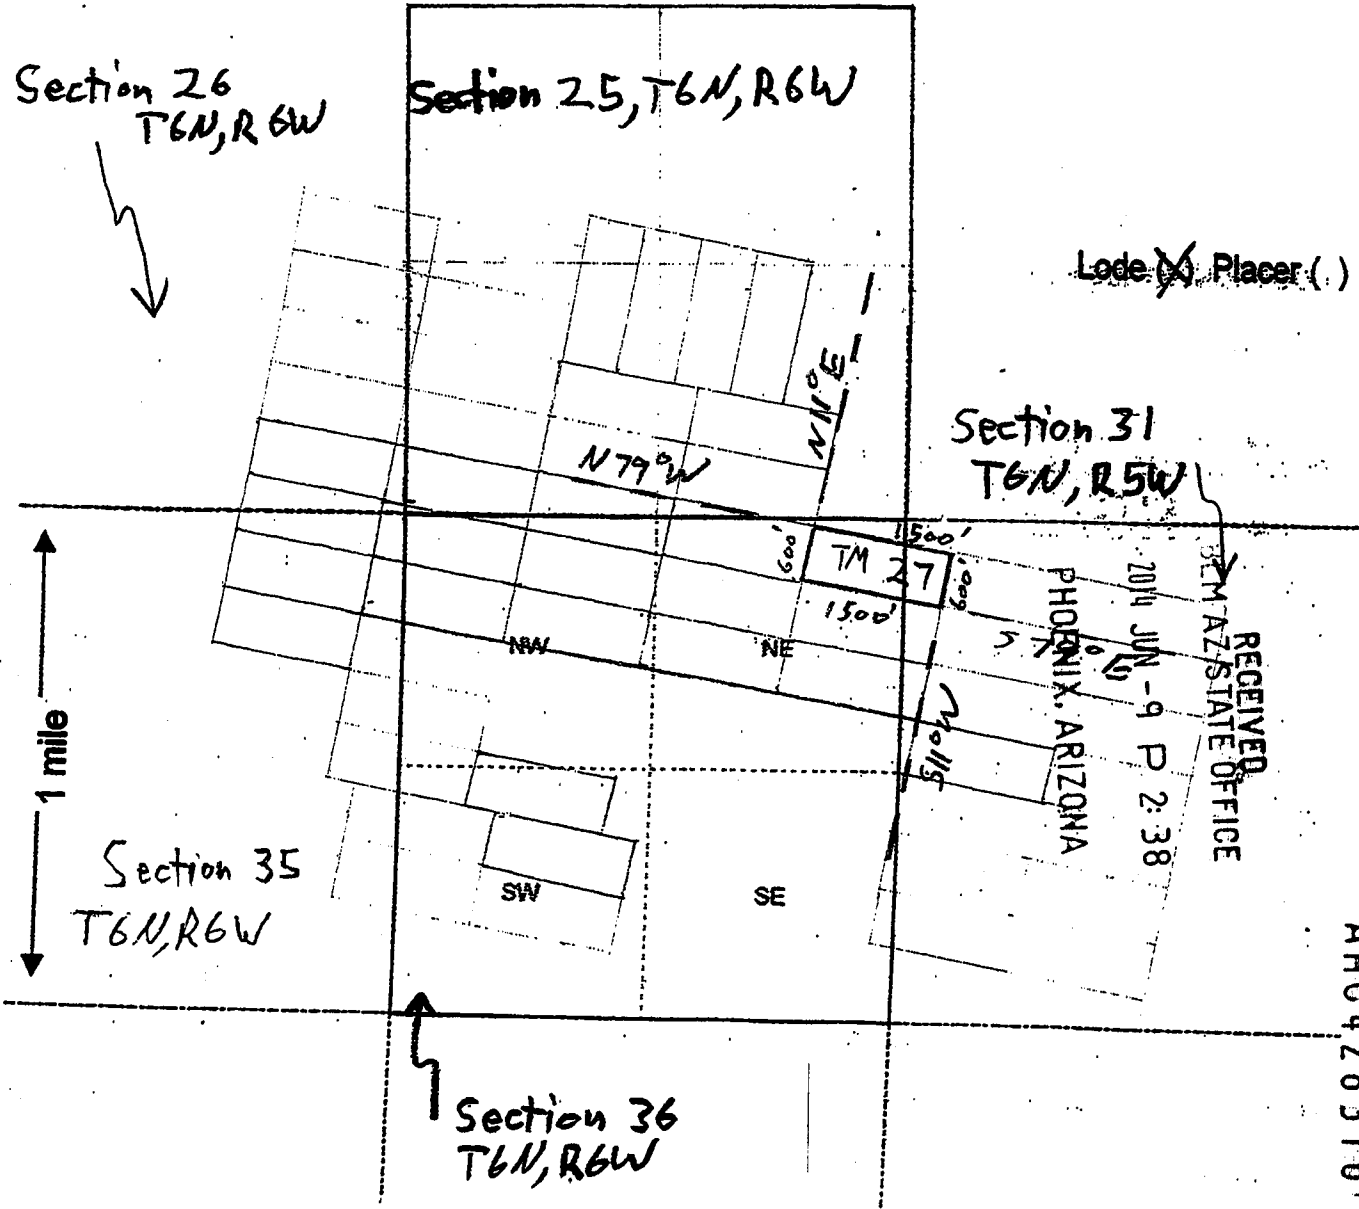 Section 26
T6N, R6W
Section 25, T6N, R6W
Lode (X) Placer ( )
N11°E
Section 31
T6N, R5W
N79°W
1500'
600'
TM 27
600'
1500'
S 79°E
NW
NE
S11°W
1 mile
Section 35
T6N, R6W
SW
SE
Section 36
T6N, R6W
RECEIVED
BLM AZ STATE OFFICE
2014 JUN -9 P 2:38
PHOENIX, ARIZONA